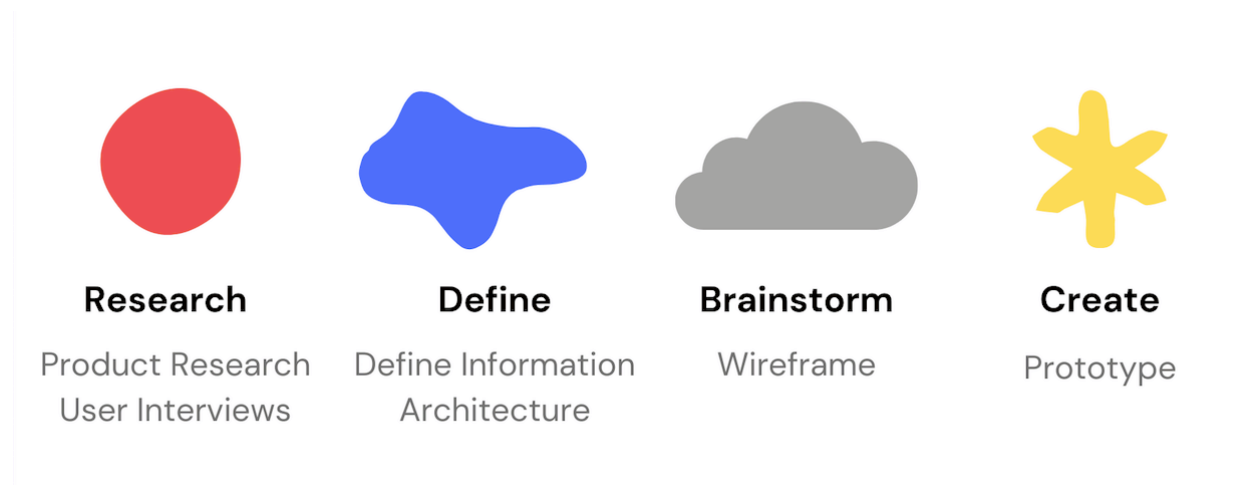 Research
Product Research
User Interviews
Define
Define Information
Architecture
Brainstorm
Wireframe
Create
Prototype